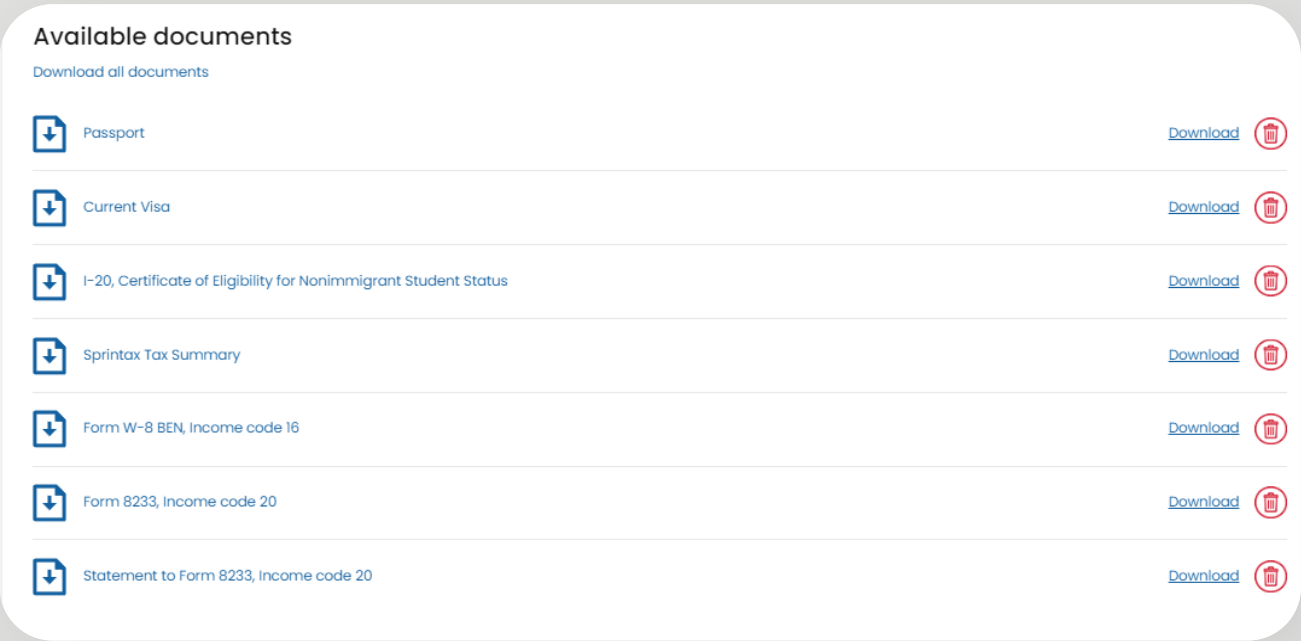 Available documents
Download all documents
Passport Download
Current Visa Download
I-20, Certificate of Eligibility for Nonimmigrant Student Status Download
Sprintax Tax Summary Download
Form W-8 BEN, Income code 16 Download
Form 8233, Income code 20 Download
Statement to Form 8233, Income code 20 Download